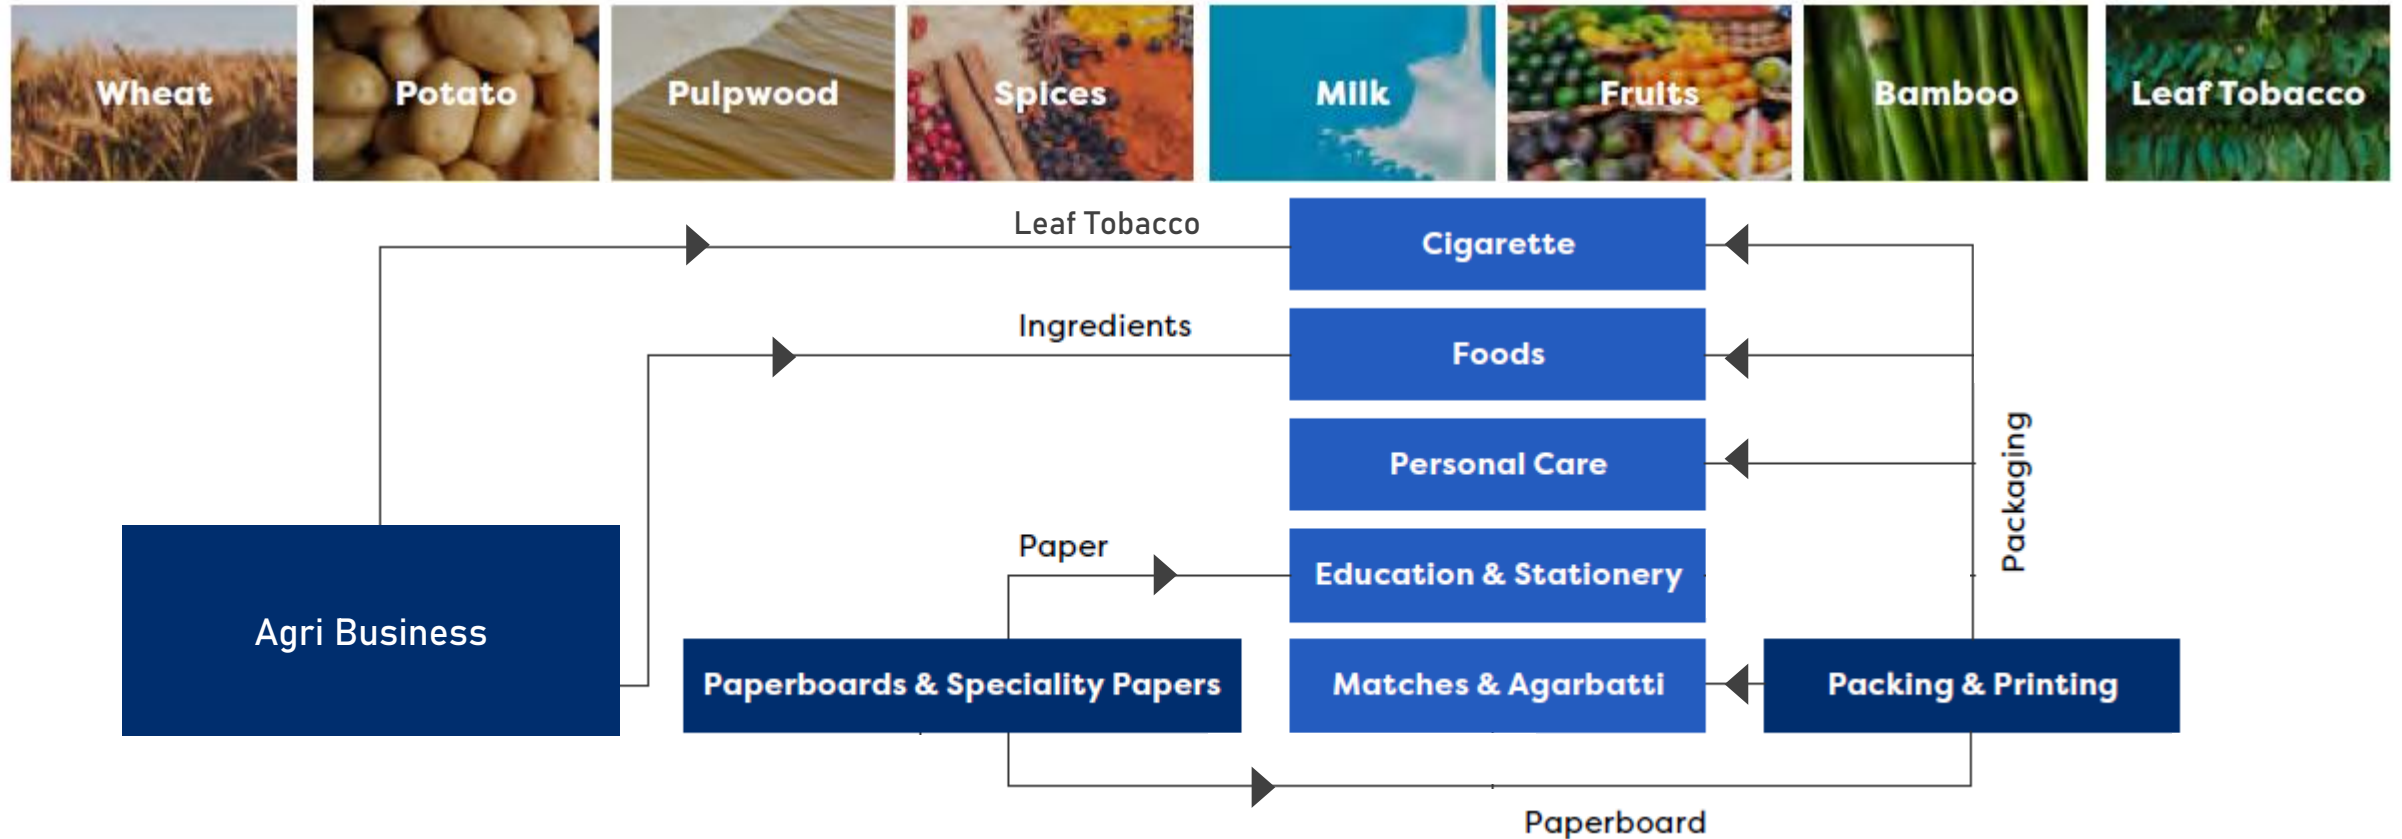 Wheat
Potato
Pulpwood
Spices
Milk
Fruits
Bamboo
Leaf Tobacco
Leaf Tobacco
Cigarette
Ingredients
Foods
Personal Care
Packaging
Paper
Education & Stationery
Agri Business
Paperboards & Speciality Papers
Matches & Agarbatti
Packing & Printing
Paperboard